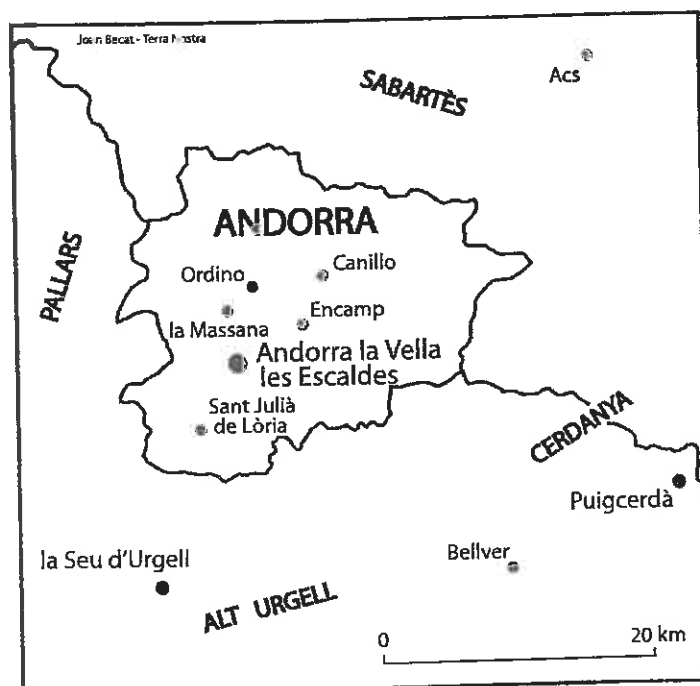 Joan Becat - Terra Nostra
SABARTÈS
Acs
PALLARS
ANDORRA
Ordino
Canillo
la Massana
Encamp
Andorra la Vella
les Escaldes
Sant Julià
de Lòria
CERDANYA
Puigcerdà
la Seu d'Urgell
Bellver
ALT URGELL
0
20 km